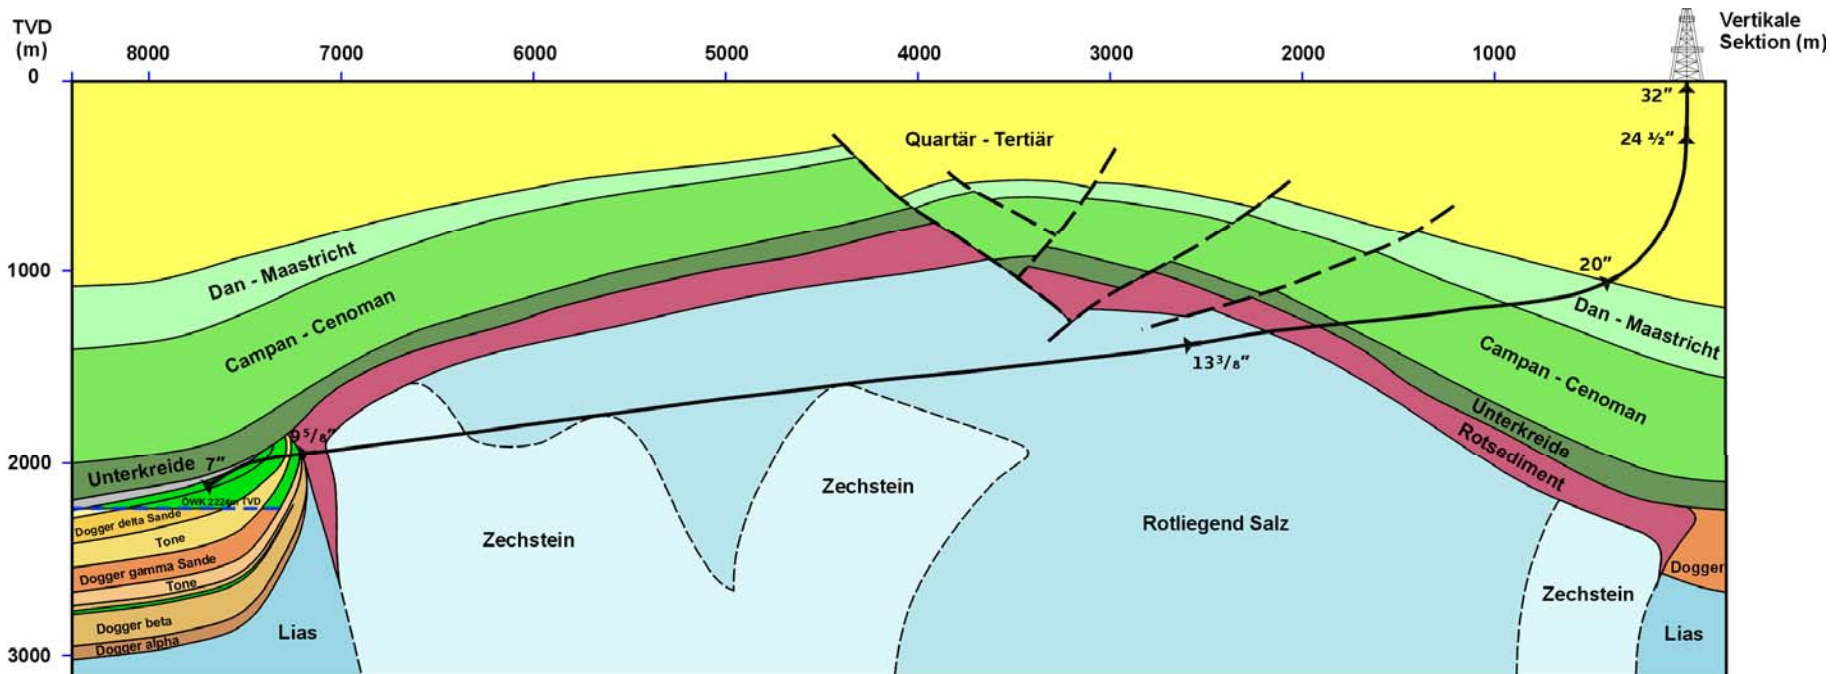 TVD
(m)
8000
7000
6000
5000
4000
3000
2000
1000
Vertikale
Sektion (m)
0
32"
24 ½"
Quartär - Tertiär
Dan - Maastricht
1000
20"
Dan - Maastricht
Campan - Cenoman
13³/₈"
Campan - Cenoman
Unterkreide
Rotsediment
9⁵/₈"
2000
Unterkreide
7"
ÖWK 2224m TVD
Zechstein
Zechstein
Rotliegend Salz
Dogger delta Sande
Tone
Dogger gamma Sande
Tone
Dogger
Zechstein
Dogger beta
Dogger alpha
Lias
Lias
3000